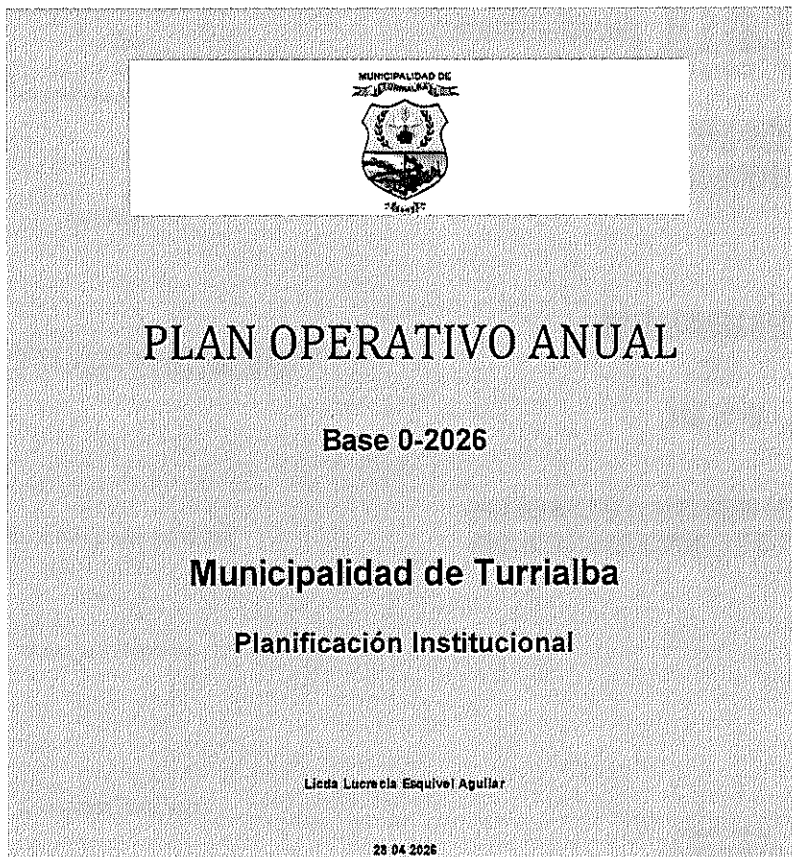 MUNICIPALIDAD DE
TURRIALBA
PLAN OPERATIVO ANUAL
Base 0-2026
Municipalidad de Turrialba
Planificación Institucional
Licda Lucrecia Esquivel Aguilar
28 04 2026